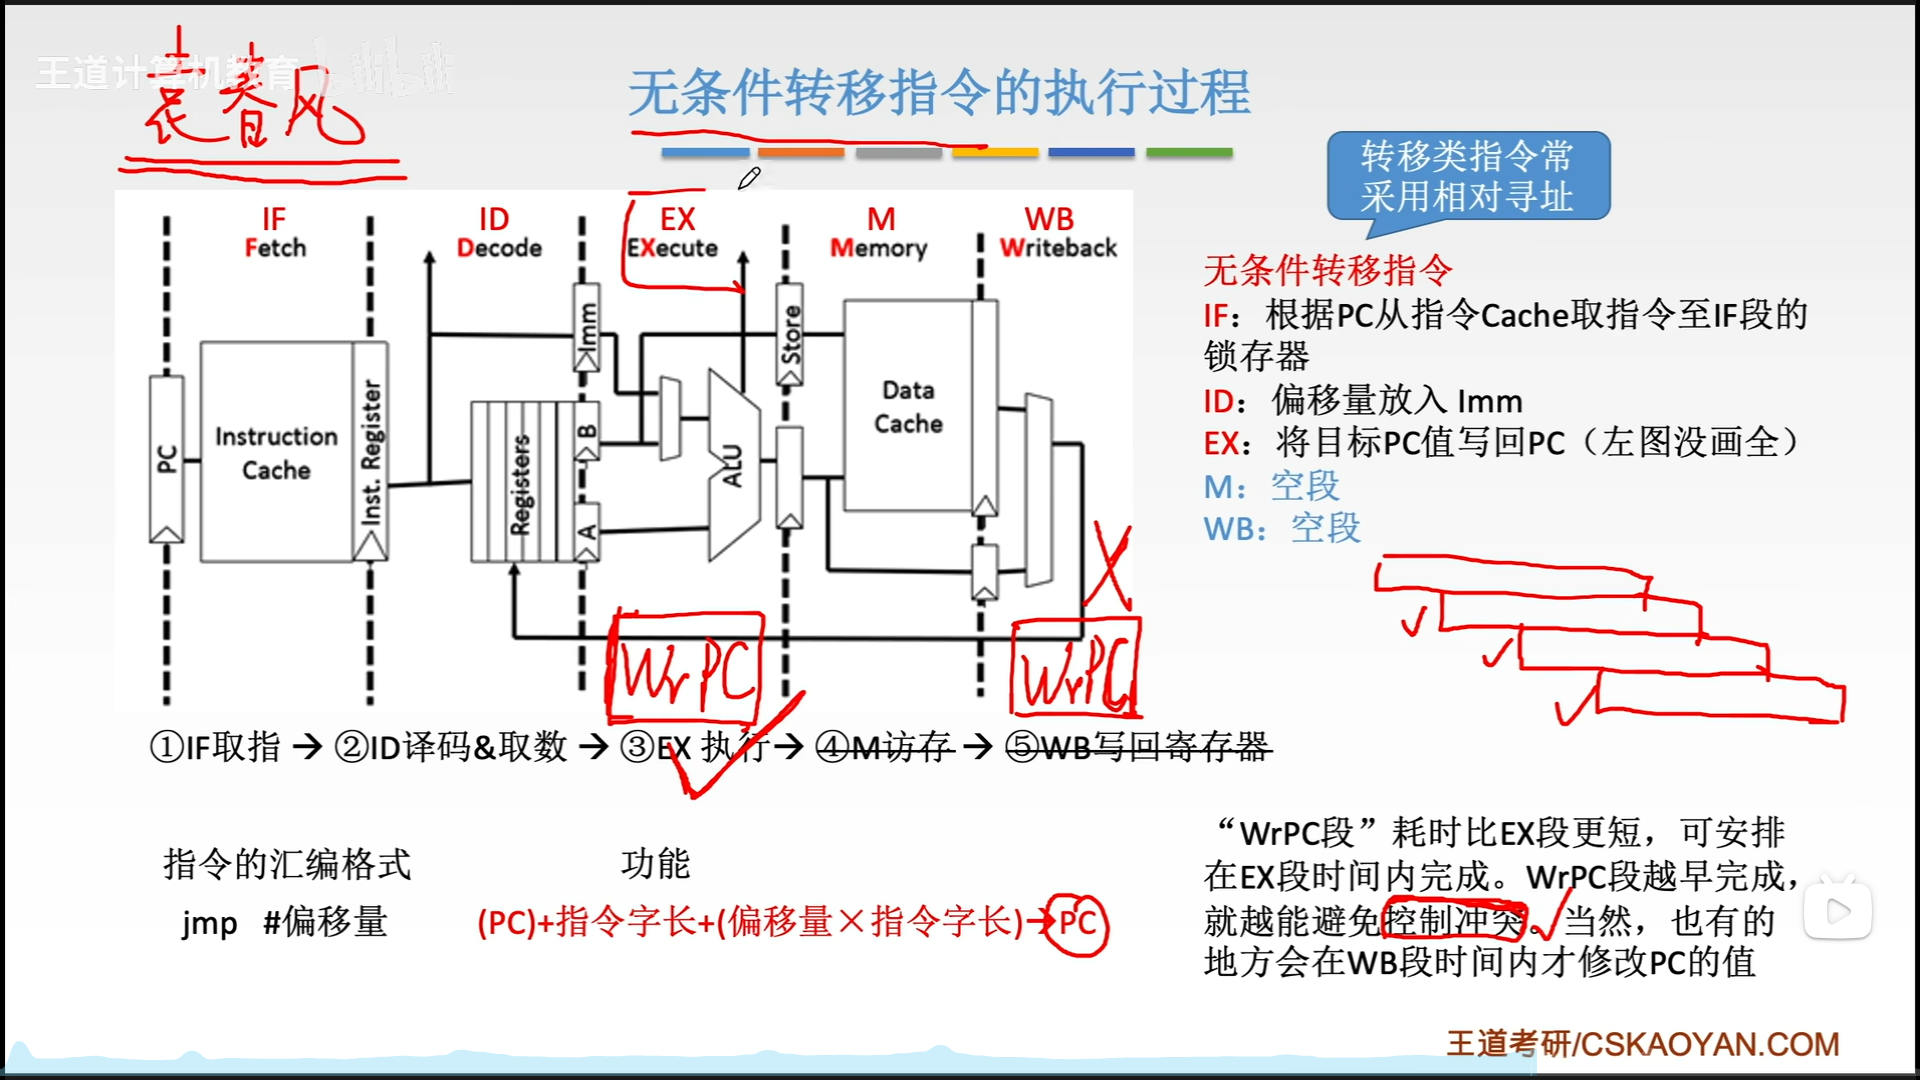 王道计算机教育 bilibili
袁春风
无条件转移指令的执行过程
转移类指令常
采用相对寻址
IF ID EX M WB
Fetch Decode EXecute Memory Writeback
PC
Instruction
Cache
Inst. Register
Registers
Imm
B
A
ALU
Store
Data
Cache
WrPC
WrPC
无条件转移指令
IF：根据PC从指令Cache取指令至IF段的
锁存器
ID：偏移量放入 Imm
EX：将目标PC值写回PC（左图没画全）
M：空段
WB：空段
①IF取指 → ②ID译码&取数 → ③EX 执行→ ④M访存 → ⑤WB写回寄存器
指令的汇编格式 功能
jmp #偏移量 (PC)+指令字长+(偏移量×指令字长)→PC
“WrPC段”耗时比EX段更短，可安排
在EX段时间内完成。WrPC段越早完成，
就越能避免控制冲突。当然，也有的
地方会在WB段时间内才修改PC的值
王道考研/CSKAOYAN.COM